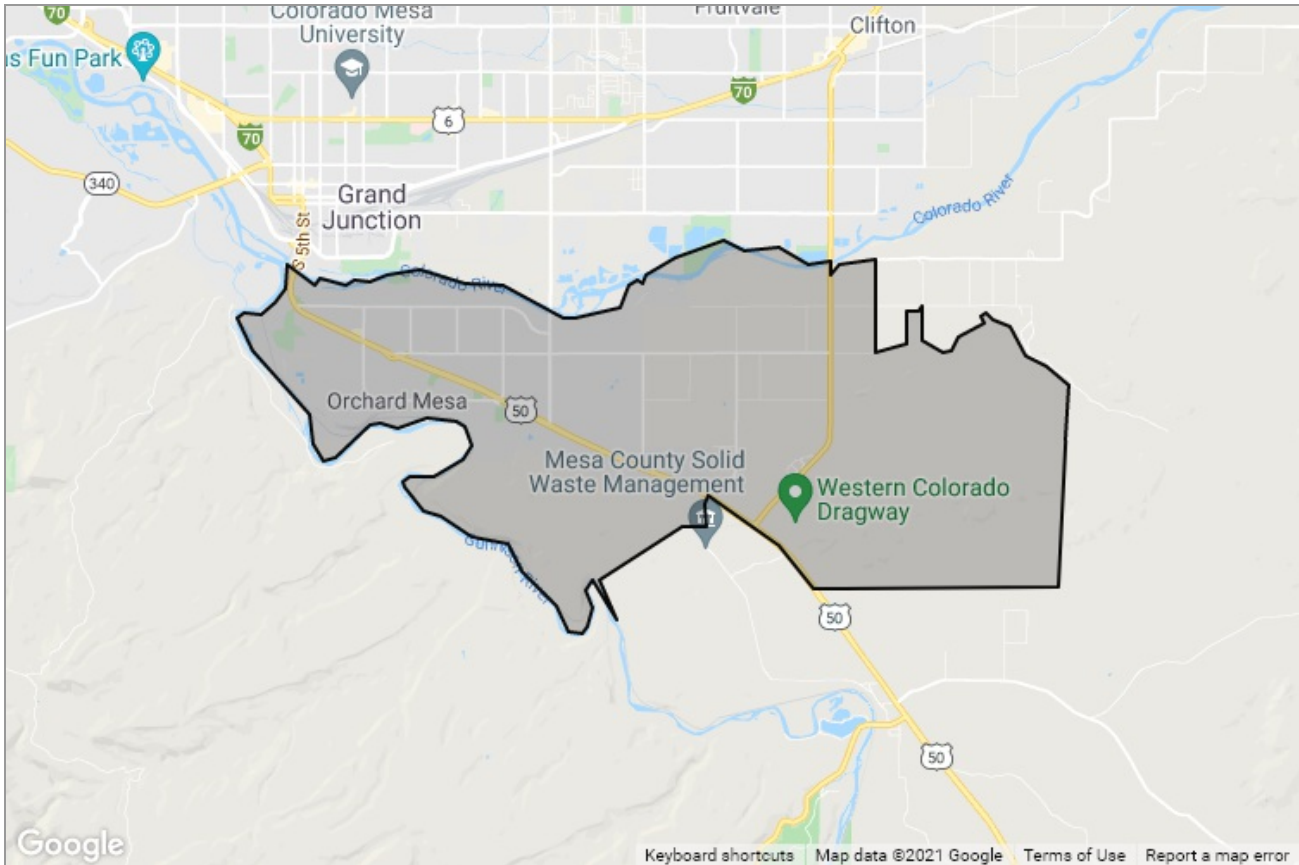 70
Colorado Mesa
University
Fruitvale
Clifton
as Fun Park
70
6
70
340
Grand
Junction
S 5th St
Colorado River
Colorado River
Orchard Mesa
50
Mesa County Solid
Waste Management
Western Colorado
Dragway
River
50
50
Google
Keyboard shortcuts
Map data ©2021 Google
Terms of Use
Report a map error